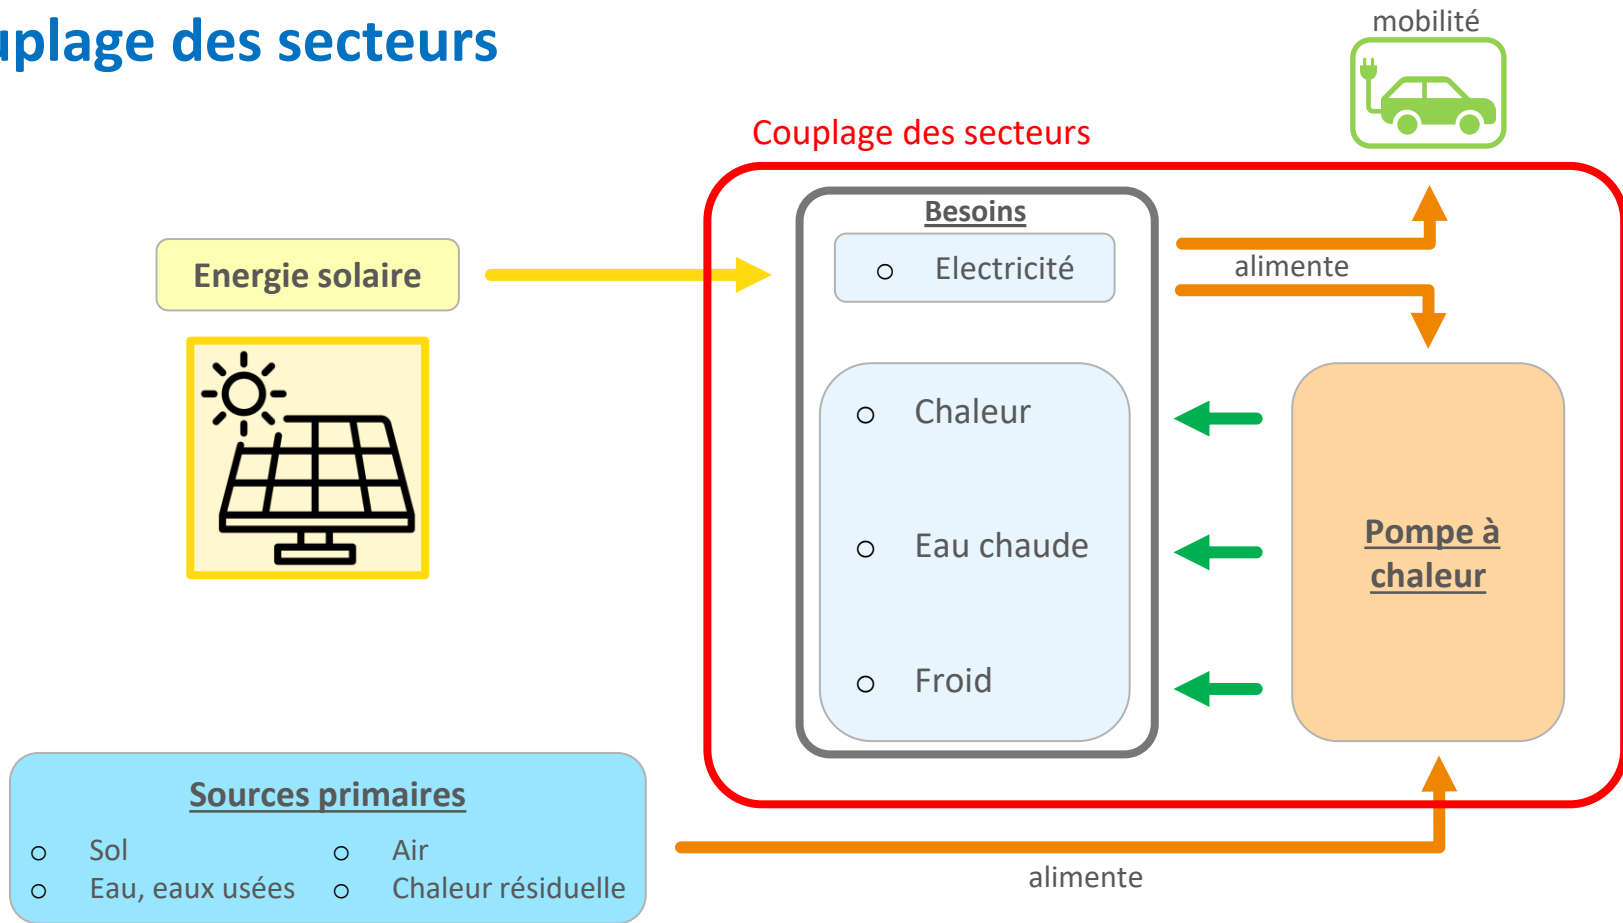 uplage des secteurs
mobilité
Couplage des secteurs
Besoins
Energie solaire
Electricité
alimente
Chaleur
Eau chaude
Froid
Pompe à
chaleur
Sources primaires
Sol
Air
Eau, eaux usées
Chaleur résiduelle
alimente